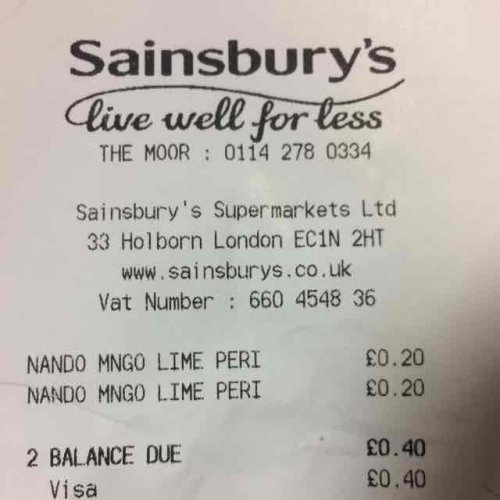 Sainsbury's
live well for less
THE MOOR : 0114 278 0334
Sainsbury's Supermarkets Ltd
33 Holborn London EC1N 2HT
www.sainsburys.co.uk
Vat Number : 660 4548 36
NANDO MNGO LIME PERI £0.20
NANDO MNGO LIME PERI £0.20
2 BALANCE DUE £0.40
Visa £0.40